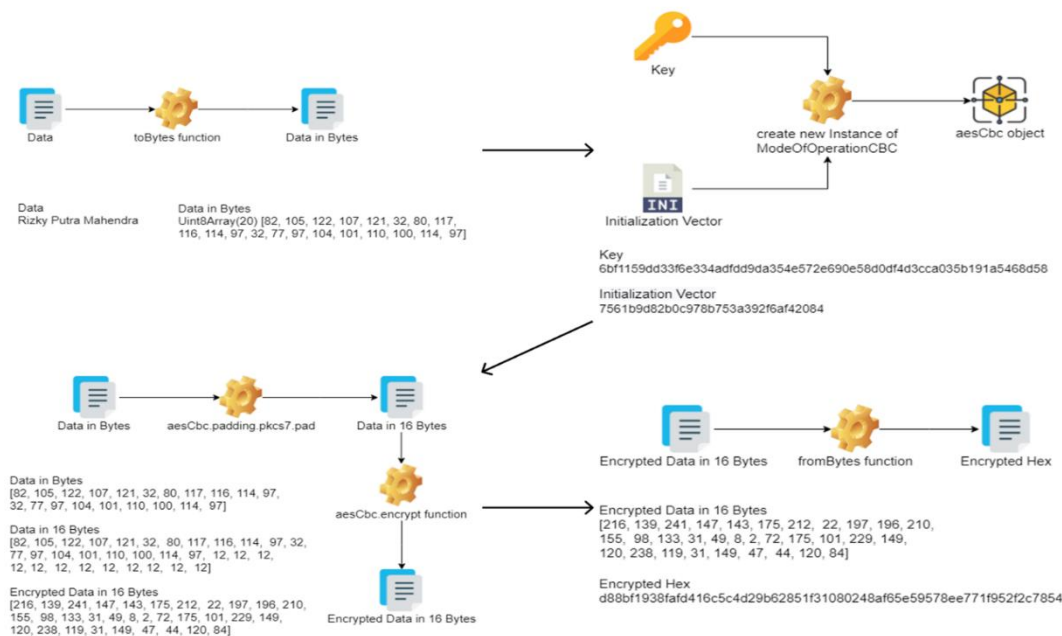 Data
toBytes function
Data in Bytes
Data
Rizky Putra Mahendra
Data in Bytes
Uint8Array(20) [82, 105, 122, 107, 121, 32, 80, 117,
116, 114, 97, 32, 77, 97, 104, 101, 110, 100, 114, 97]
Key
create new Instance of
ModeOfOperationCBC
aesCbc object
INI
Initialization Vector
Key
6bf1159dd33f6e334adfdd9da354e572e690e58d0df4d3cca035b191a5468d58
Initialization Vector
7561b9d82b0c978b753a392f6af42084
Data in Bytes
aesCbc.padding.pkcs7.pad
Data in 16 Bytes
aesCbc.encrypt function
Encrypted Data in 16 Bytes
Data in Bytes
[82, 105, 122, 107, 121, 32, 80, 117, 116, 114, 97,
32, 77, 97, 104, 101, 110, 100, 114, 97]
Data in 16 Bytes
[82, 105, 122, 107, 121, 32, 80, 117, 116, 114, 97, 32,
77, 97, 104, 101, 110, 100, 114, 97, 12, 12, 12,
12, 12, 12, 12, 12, 12, 12, 12, 12]
Encrypted Data in 16 Bytes
[216, 139, 241, 147, 143, 175, 212, 22, 197, 196, 210,
155, 98, 133, 31, 49, 8, 2, 72, 175, 101, 229, 149,
120, 238, 119, 31, 149, 47, 44, 120, 84]
Encrypted Data in 16 Bytes
fromBytes function
Encrypted Hex
Encrypted Data in 16 Bytes
[216, 139, 241, 147, 143, 175, 212, 22, 197, 196, 210,
155, 98, 133, 31, 49, 8, 2, 72, 175, 101, 229, 149,
120, 238, 119, 31, 149, 47, 44, 120, 84]
Encrypted Hex
d88bf1938fafd416c5c4d29b62851f31080248af65e59578ee771f952f2c7854